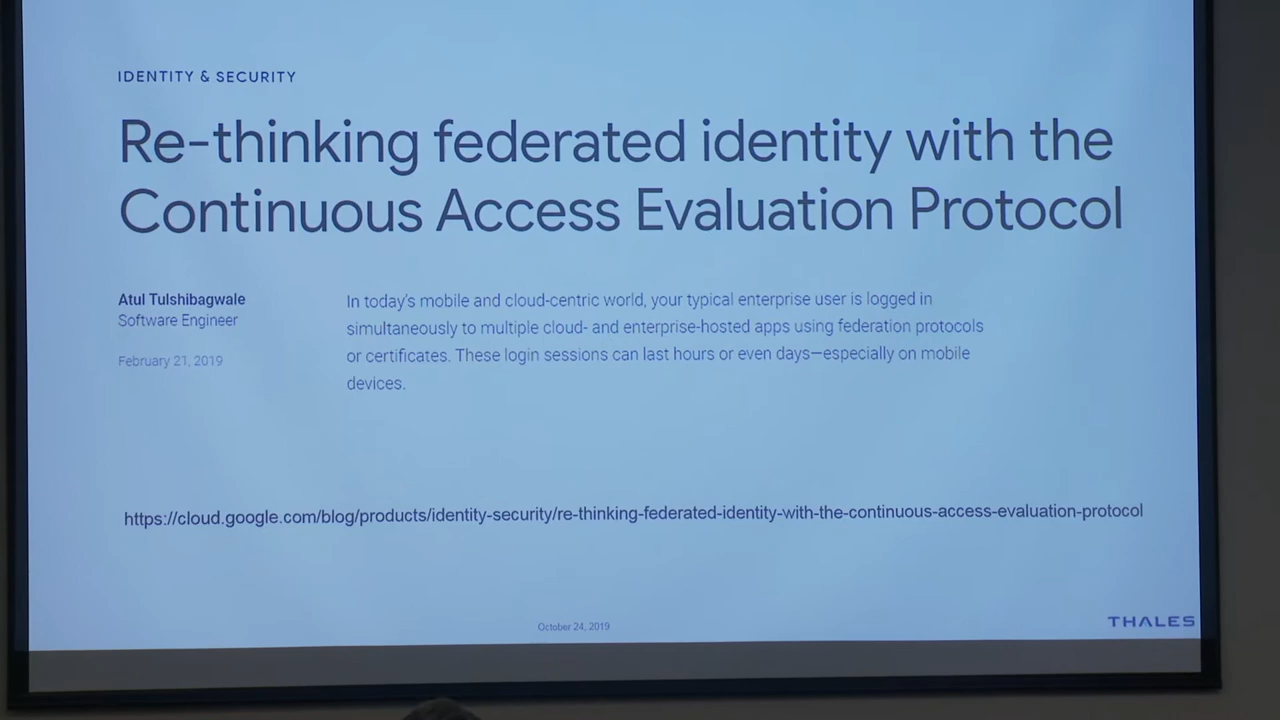 IDENTITY & SECURITY
Re-thinking federated identity with the
Continuous Access Evaluation Protocol
Atul Tulshibagwale
Software Engineer
February 21, 2019
In today's mobile and cloud-centric world, your typical enterprise user is logged in
simultaneously to multiple cloud- and enterprise-hosted apps using federation protocols
or certificates. These login sessions can last hours or even days—especially on mobile
devices.
https://cloud.google.com/blog/products/identity-security/re-thinking-federated-identity-with-the-continuous-access-evaluation-protocol
October 24, 2019
THALES